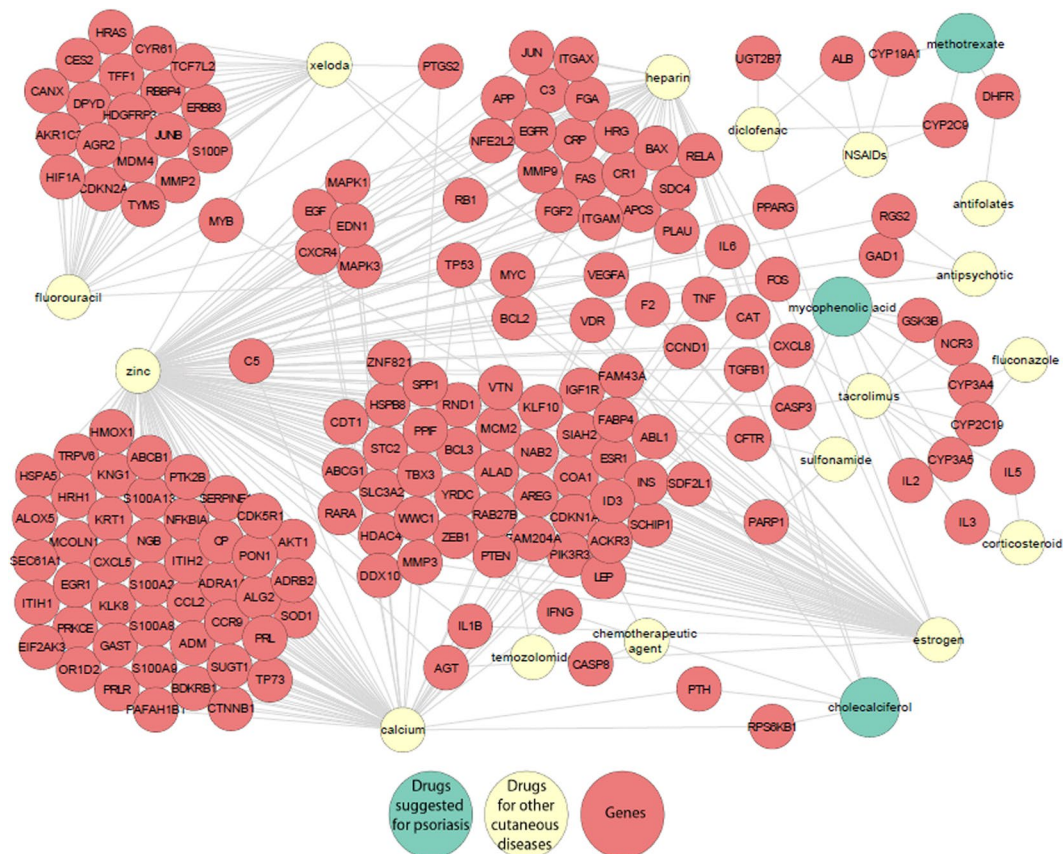 HRAS
CYR61
CES2
TCF7L2
TFF1
CANX
DPYD
RBBP4
ERBB3
HDGFRP3
AKR1C3
JUNB
AGR2
S100P
MDM4
HIF1A
CDKN2A
MMP2
TYMS
MYB
xeloda
fluorouracil
PTGS2
MAPK1
EGF
EDN1
CXCR4
MAPK3
RB1
TP53
JUN
ITGAX
heparin
C3
APP
FGA
NFE2L2
EGFR
HRG
CRP
BAX
RELA
MMP9
FAS
CR1
SDC4
FGF2
ITGAM
APCS
PLAU
UGT2B7
ALB
CYP19A1
methotrexate
DHFR
diclofenac
CYP2C9
NSAIDs
antifolates
PPARG
RGS2
GAD1
antipsychotic
IL6
MYC
VEGFA
FOS
BCL2
VDR
F2
TNF
CAT
mycophenolic acid
CCND1
CXCL8
GSK3B
NCR3
fluconazole
TGFB1
CYP3A4
tacrolimus
CASP3
CYP2C19
CFTR
sulfonamide
CYP3A5
IL2
IL5
IL3
corticosteroid
PARP1
zinc
C5
ZNF821
SPP1
VTN
IGF1R
FAM43A
HSPB8
RND1
KLF10
CDT1
FABP4
PPIF
MCM2
SIAH2
ABL1
STC2
BCL3
NAB2
ESR1
ABCG1
TBX3
ALAD
COA1
INS
SDF2L1
SLC3A2
YRDC
AREG
ID3
RARA
WWC1
RAB27B
CDKN1A
SCHIP1
HDAC4
ZEB1
FAM204A
ACKR3
MMP3
PTEN
PIK3R3
DDX10
LEP
HMOX1
TRPV6
ABCB1
HSPA5
KNG1
PTK2B
HRH1
S100A13
SERPINF1
ALOX5
KRT1
NFKBIA
CDK5R1
MCOLN1
NGB
CP
AKT1
SEC61A1
CXCL5
ITIH2
PON1
EGR1
S100A2
ADRA1A
ADRB2
ITIH1
KLK8
CCL2
ALG2
SOD1
PRKCE
S100A8
CCR9
PRL
EIF2AK3
GAST
ADM
OR1D2
S100A9
SUGT1
TP73
PRLR
BDKRB1
PAFAH1B1
CTNNB1
IL1B
IFNG
chemotherapeutic
agent
estrogen
AGT
temozolomid
CASP8
PTH
cholecalciferol
calcium
RPS6KB1
Drugs
suggested
for psoriasis
Drugs
for other
cutaneous
diseases
Genes